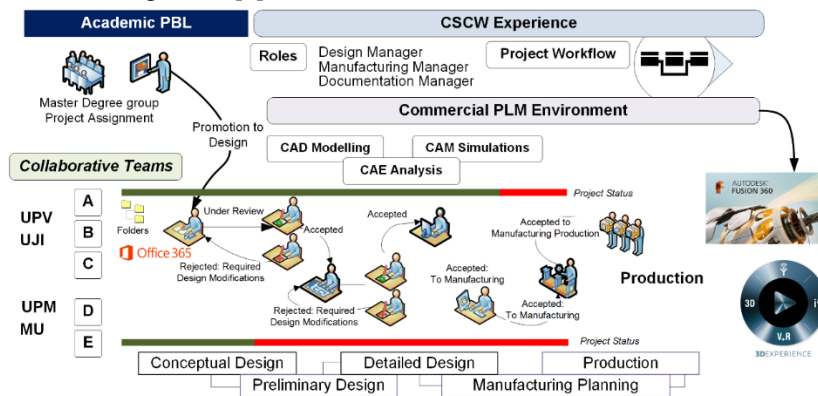 Academic PBL
CSCW Experience
Roles
Design Manager
Manufacturing Manager
Documentation Manager
Project Workflow
Master Degree group
Project Assignment
Commercial PLM Environment
Promotion to
Design
CAD Modelling
CAM Simulations
CAE Analysis
Collaborative Teams
Project Status
AUTODESK
FUSION 360
UPV
UJI
A
B
C
Folders
Office 365
Under Review
Accepted
Rejected: Required
Design Modifications
Accepted
Rejected: Required
Design Modifications
Accepted:
To Manufacturing
Accepted to
Manufacturing Production
Accepted:
To Manufacturing
Production
UPM
MU
D
E
3D
V.R
3DEXPERIENCE
Project Status
Conceptual Design
Detailed Design
Production
Preliminary Design
Manufacturing Planning